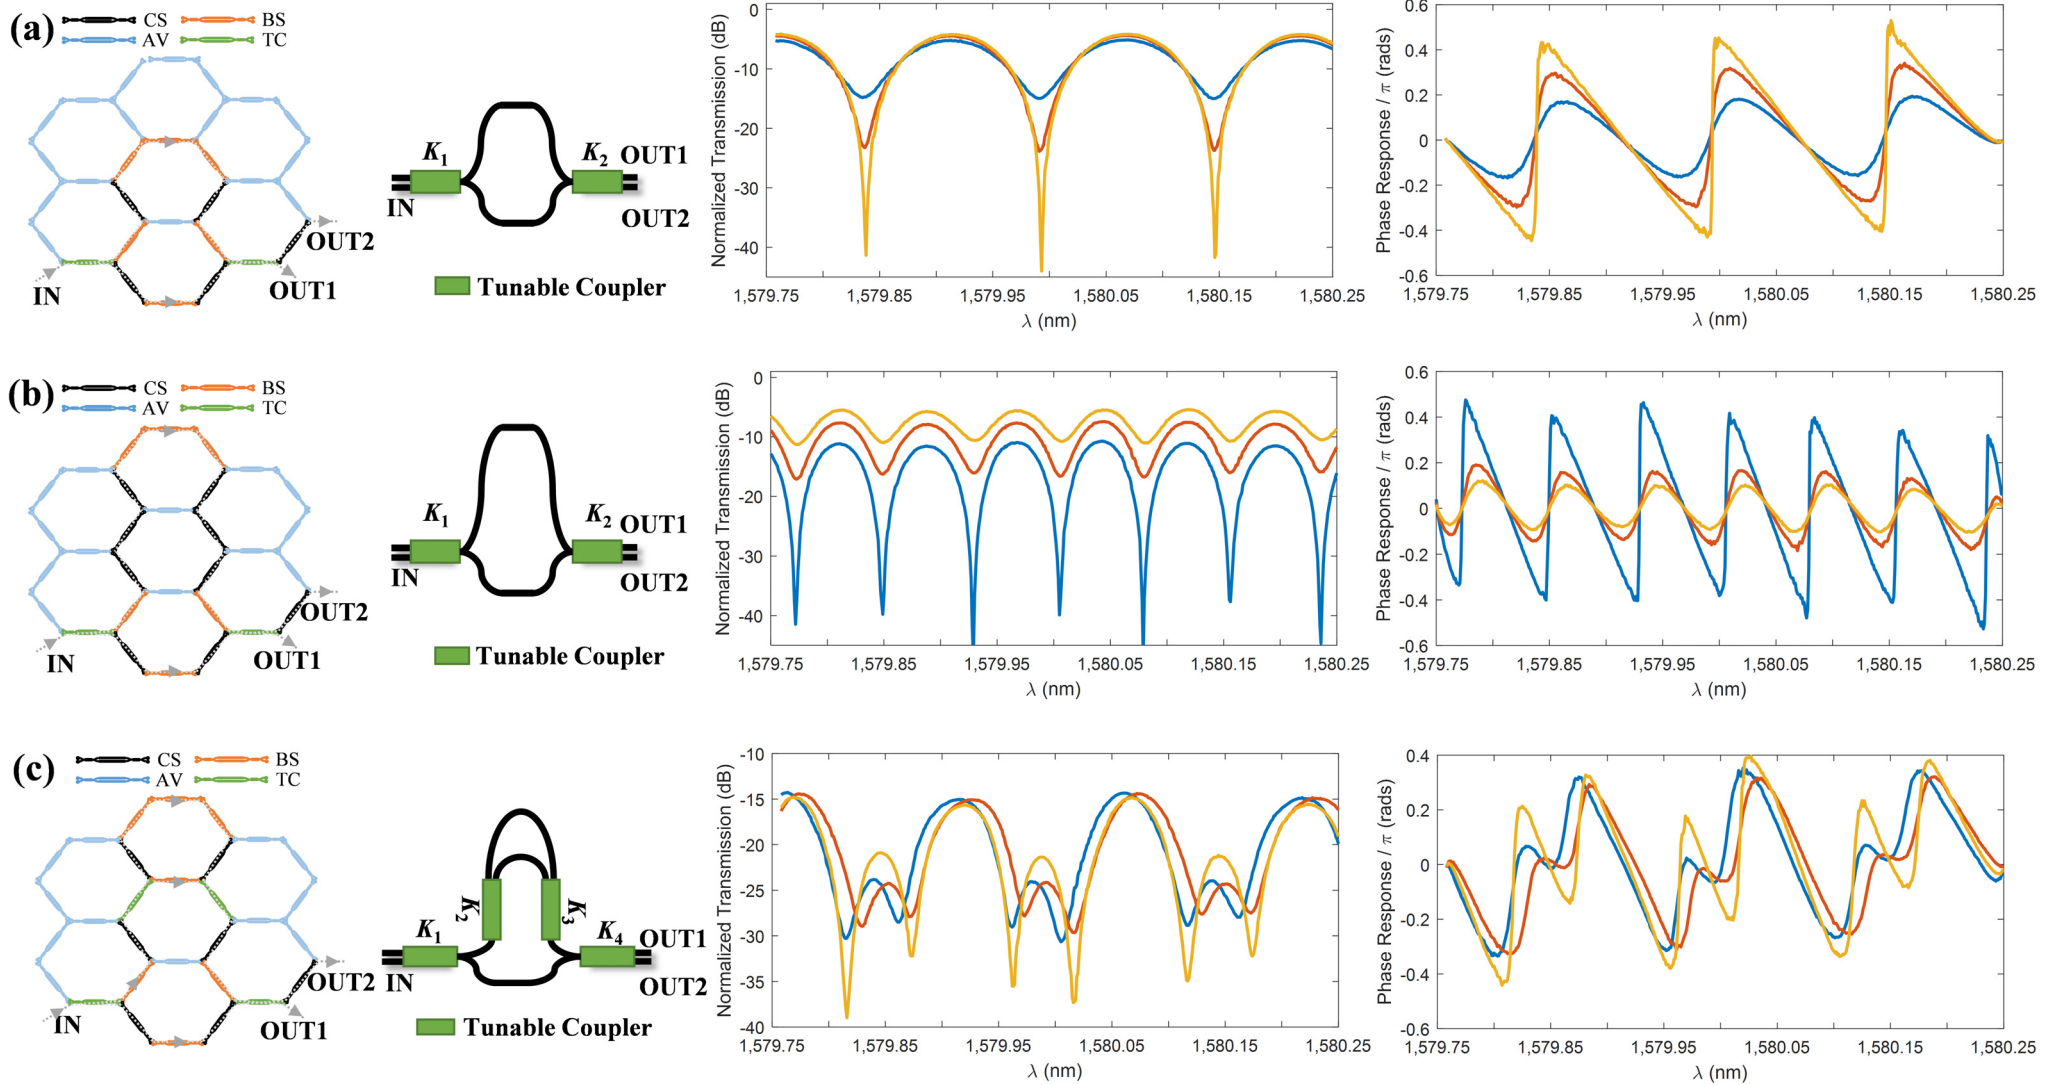 (a)
CS BS
AV TC
IN
OUT1
OUT2
K1
K2
IN
OUT1
OUT2
Tunable Coupler
Normalized Transmission (dB)
0
-10
-20
-30
-40
1,579.75 1,579.85 1,579.95 1,580.05 1,580.15 1,580.25
λ (nm)
Phase Response / π (rads)
0.6
0.4
0.2
0
-0.2
-0.4
-0.6
1,579.75 1,579.85 1,579.95 1,580.05 1,580.15 1,580.25
λ (nm)
(b)
CS BS
AV TC
IN
OUT1
OUT2
K1
K2
IN
OUT1
OUT2
Tunable Coupler
Normalized Transmission (dB)
0
-10
-20
-30
-40
1,579.75 1,579.85 1,579.95 1,580.05 1,580.15 1,580.25
λ (nm)
Phase Response / π (rads)
0.6
0.4
0.2
0
-0.2
-0.4
-0.6
1,579.75 1,579.85 1,579.95 1,580.05 1,580.15 1,580.25
λ (nm)
(c)
CS BS
AV TC
IN
OUT1
OUT2
K1
K2
K3
K4
IN
OUT1
OUT2
Tunable Coupler
Normalized Transmission (dB)
-10
-15
-20
-25
-30
-35
-40
1,579.75 1,579.85 1,579.95 1,580.05 1,580.15 1,580.25
λ (nm)
Phase Response / π (rads)
0.4
0.2
0
-0.2
-0.4
-0.6
1,579.75 1,579.85 1,579.95 1,580.05 1,580.15 1,580.25
λ (nm)